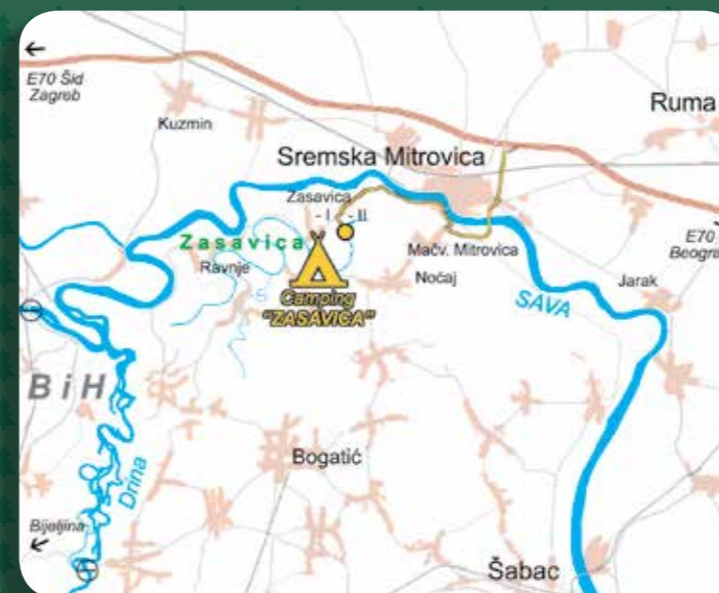 E70 Šid
Zagreb
Ruma
Kuzmin
Sremska Mitrovica
Zasavica
- I - II
Zasavica
Mačv. Mitrovica
E70
Beogra
Ravnje
Noćaj
Jarak
Camping
"ZASAVICA"
SAVA
BiH
Bogatić
Drina
Bijeljina
Šabac